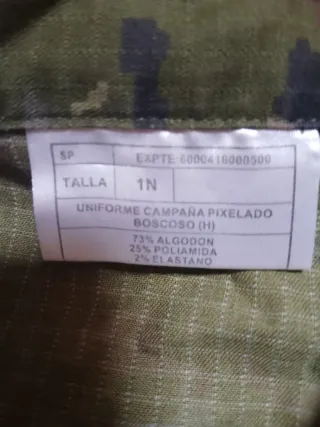 SP EXPTE 6000416000500
TALLA 1N
UNIFORME CAMPAÑA PIXELADO
BOSCOSO (H)
73% ALGODON
25% POLIAMIDA
2% ELASTANO